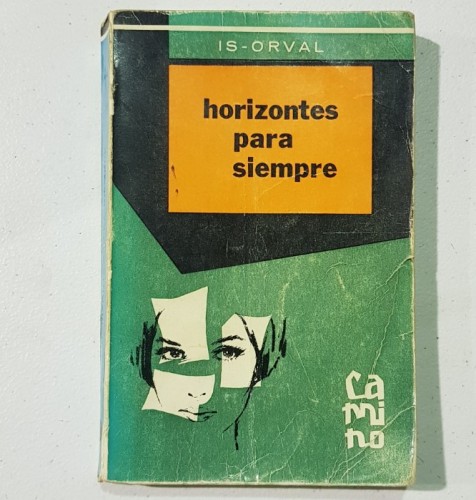 IS-ORVAL
horizontes
para
siempre
Ca
mi
no